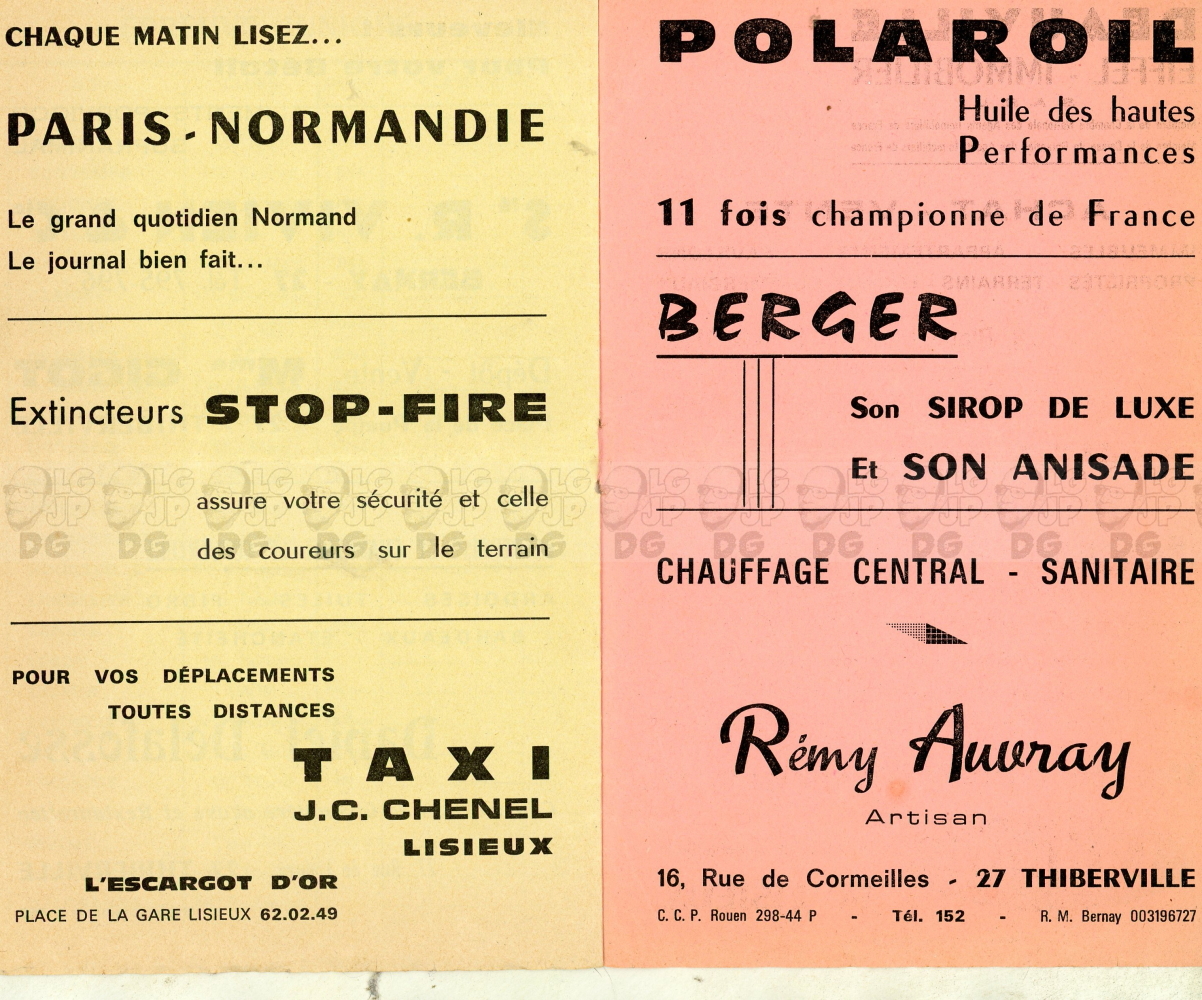 CHAQUE MATIN LISEZ...
PARIS - NORMANDIE
Le grand quotidien Normand
Le journal bien fait...
Extincteurs STOP-FIRE
assure votre sécurité et celle
des coureurs sur le terrain
POUR VOS DÉPLACEMENTS
TOUTES DISTANCES
TAXI
J.C. CHENEL
LISIEUX
L'ESCARGOT D'OR
PLACE DE LA GARE LISIEUX 62.02.49
POLAROIL
Huile des hautes
Performances
11 fois championne de France
BERGER
Son SIROP DE LUXE
Et SON ANISADE
CHAUFFAGE CENTRAL - SANITAIRE
Rémy Auvray
Artisan
16, Rue de Cormeilles - 27 THIBERVILLE
C. C. P. Rouen 298-44 P - Tél. 152 - R. M. Bernay 003196727
LG JP DG